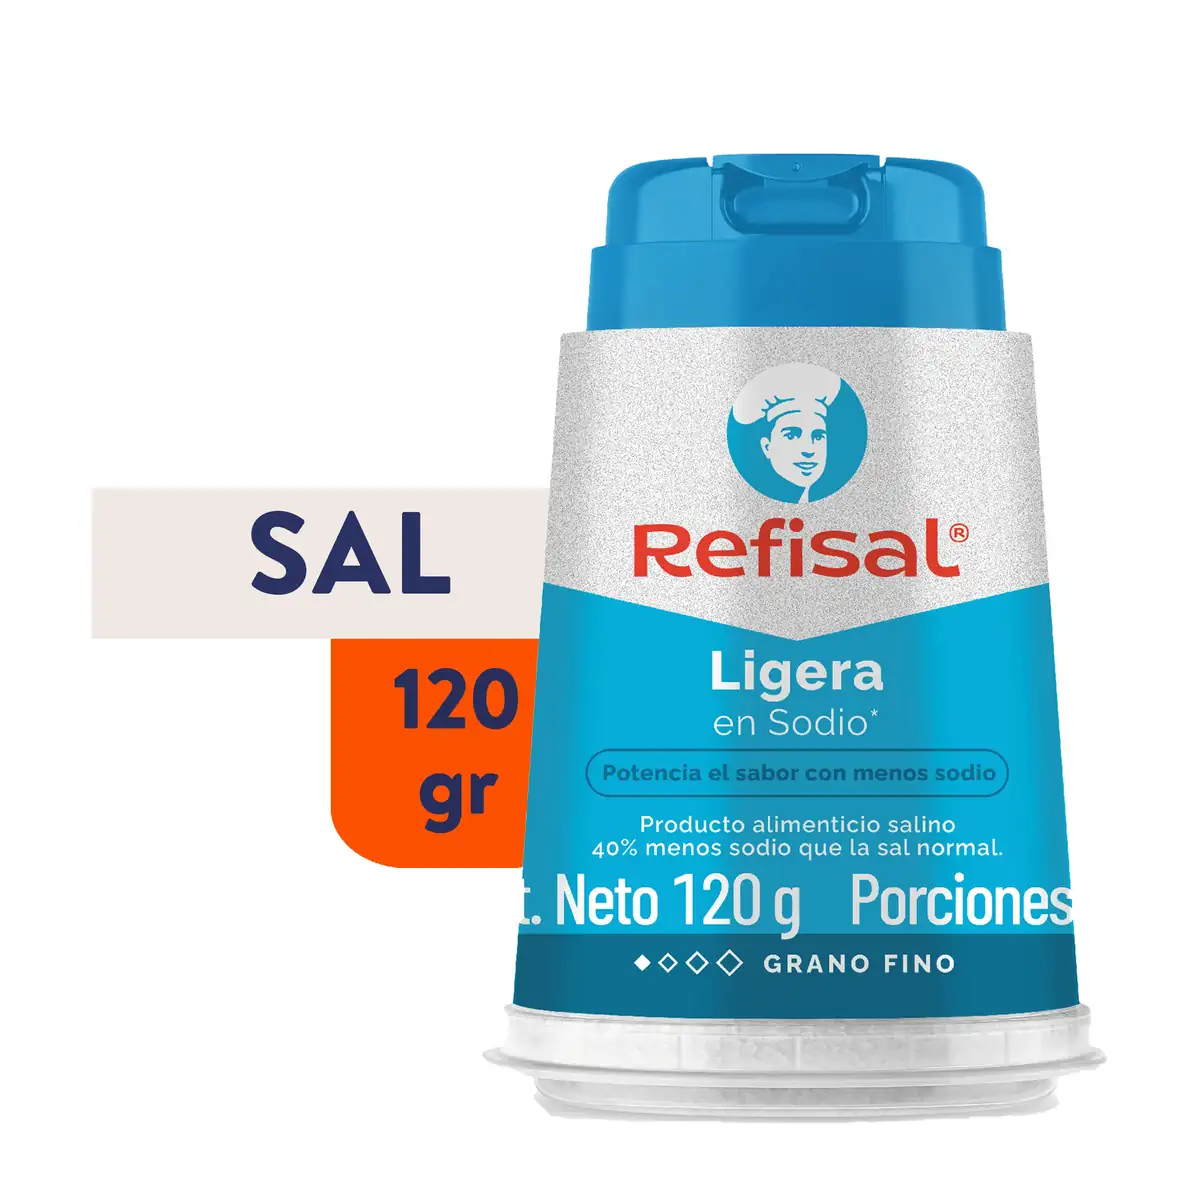 SAL
120
gr
Refisal®
Ligera
en Sodio*
Potencia el sabor con menos sodio
Producto alimenticio salino
40% menos sodio que la sal normal.
t. Neto 120 g Porciones
GRANO FINO